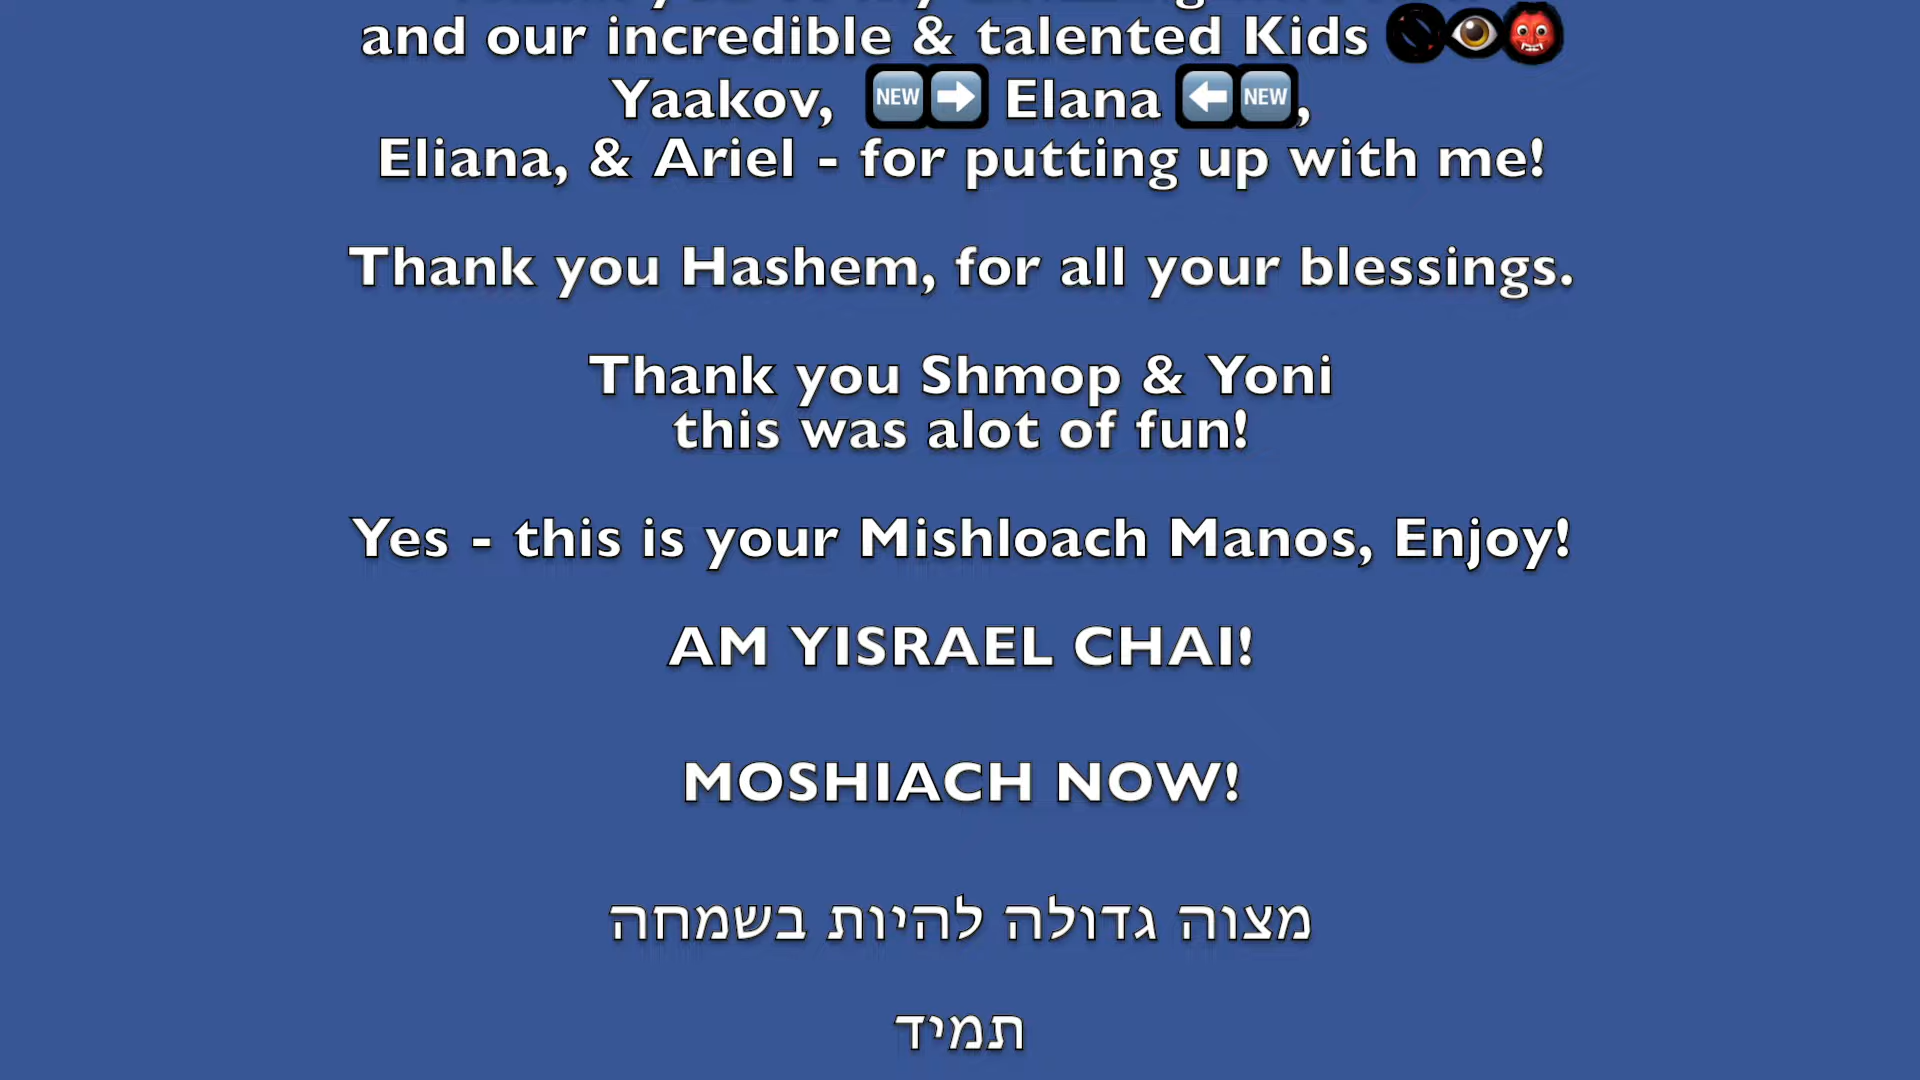 and our incredible & talented Kids 🚫👁👹
Yaakov, 🆕➡ Elana ⬅🆕,
Eliana, & Ariel - for putting up with me!
Thank you Hashem, for all your blessings.
Thank you Shmop & Yoni
this was alot of fun!
Yes - this is your Mishloach Manos, Enjoy!
AM YISRAEL CHAI!
MOSHIACH NOW!
מצוה גדולה להיות בשמחה
תמיד